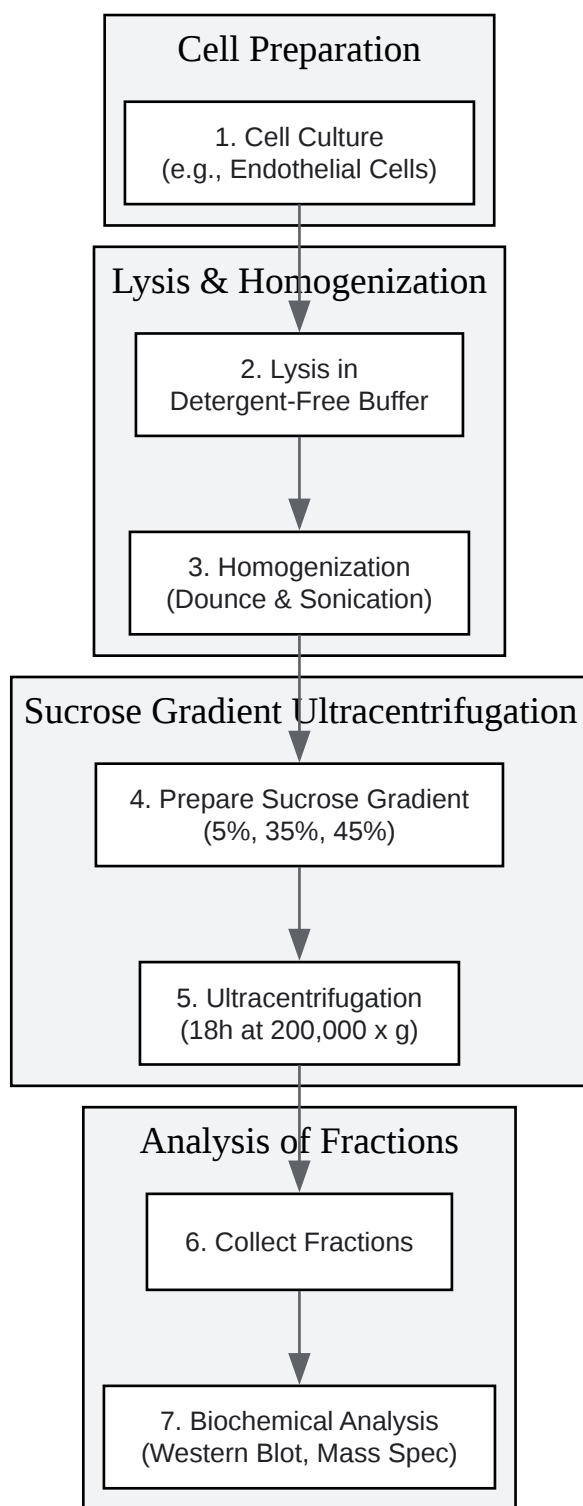 Cell Preparation
1. Cell Culture
(e.g., Endothelial Cells)
Lysis & Homogenization
2. Lysis in
Detergent-Free Buffer
3. Homogenization
(Dounce & Sonication)
Sucrose Gradient Ultracentrifugation
4. Prepare Sucrose Gradient
(5%, 35%, 45%)
5. Ultracentrifugation
(18h at 200,000 x g)
Analysis of Fractions
6. Collect Fractions
7. Biochemical Analysis
(Western Blot, Mass Spec)